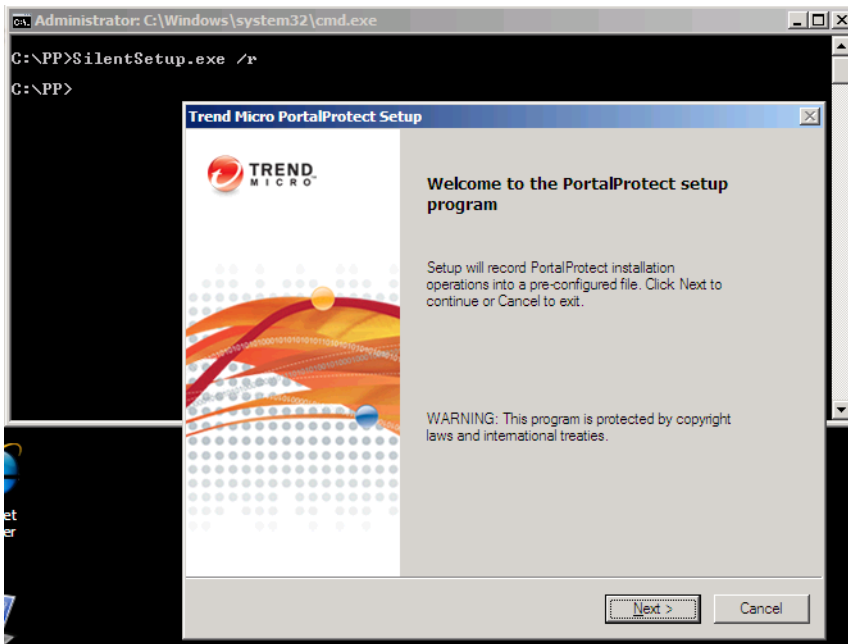 Administrator: C:\Windows\system32\cmd.exe
C:\PP>SilentSetup.exe /r
C:\PP>
Trend Micro PortalProtect Setup
TREND
MICRO
Welcome to the PortalProtect setup
program
Setup will record PortalProtect installation
operations into a pre-configured file. Click Next to
continue or Cancel to exit.
WARNING: This program is protected by copyright
laws and international treaties.
et
er
Next >
Cancel